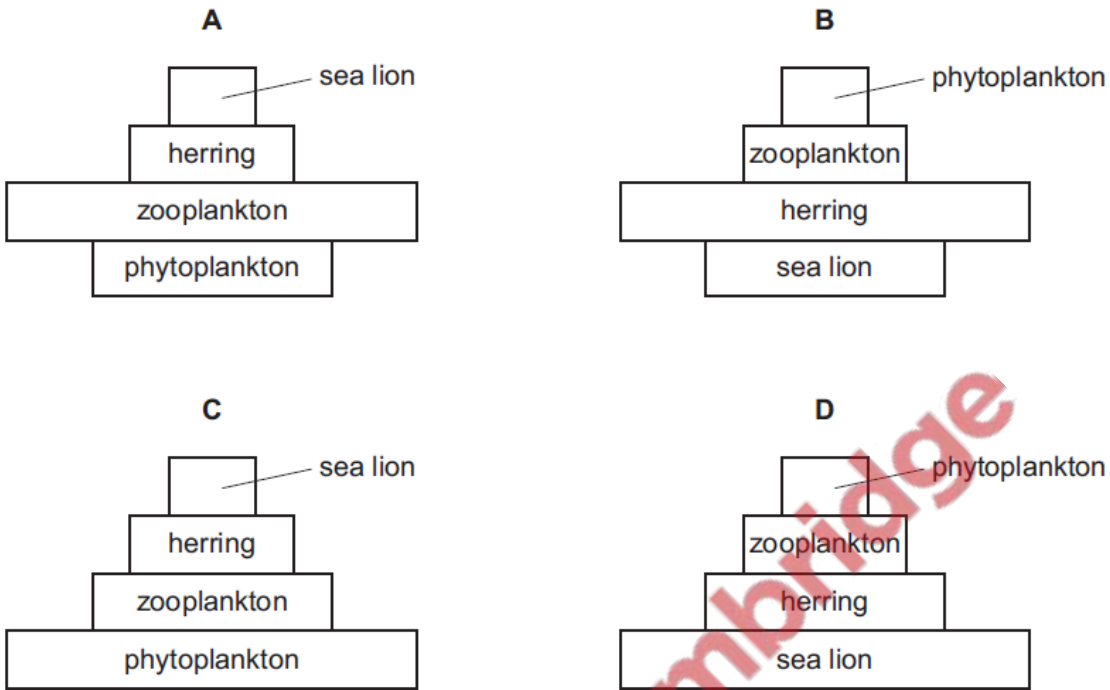 A
sea lion
herring
zooplankton
phytoplankton
B
phytoplankton
zooplankton
herring
sea lion
C
sea lion
herring
zooplankton
phytoplankton
D
phytoplankton
zooplankton
herring
sea lion
mbridge